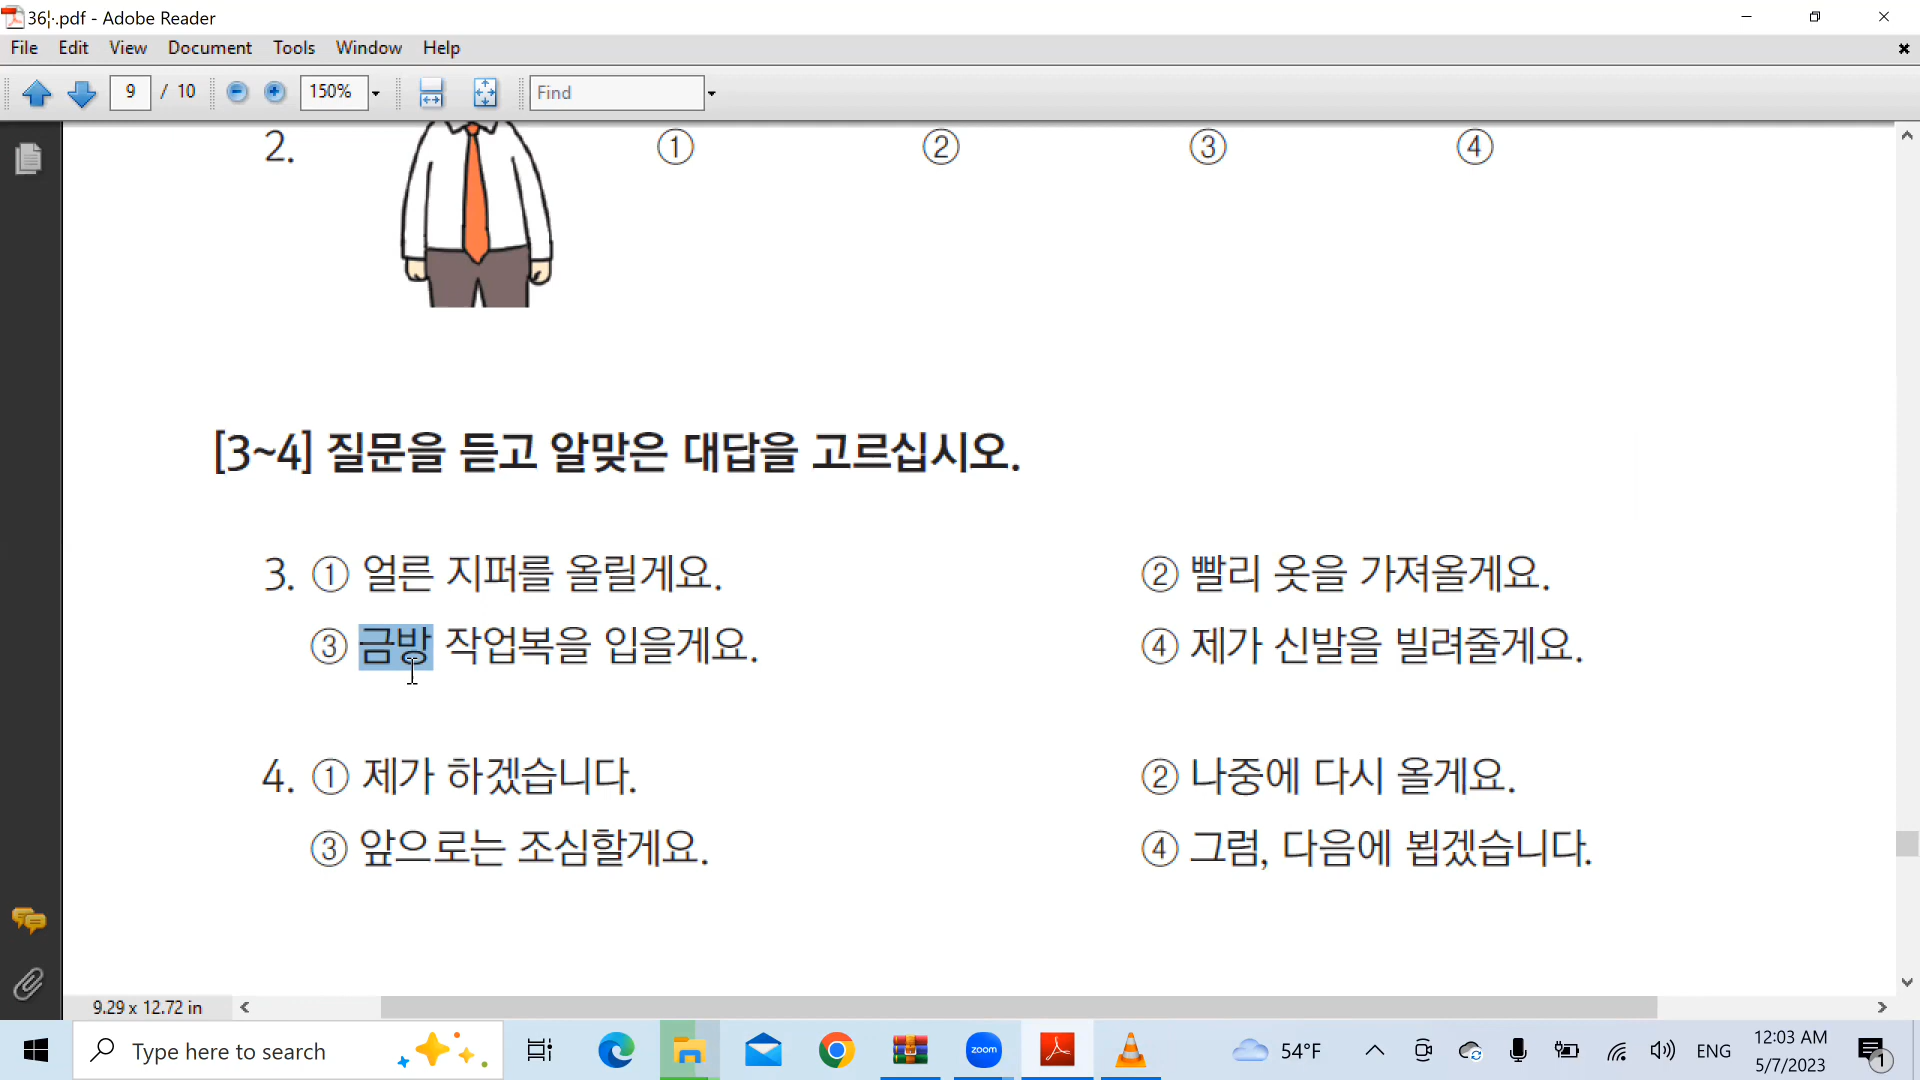 36¦·.pdf - Adobe Reader
File Edit View Document Tools Window Help
9 / 10 150% Find
2. ① ② ③ ④
[3~4] 질문을 듣고 알맞은 대답을 고르십시오.
3. ① 얼른 지퍼를 올릴게요. ② 빨리 옷을 가져올게요.
③ 금방 작업복을 입을게요. ④ 제가 신발을 빌려줄게요.
4. ① 제가 하겠습니다. ② 나중에 다시 올게요.
③ 앞으로는 조심할게요. ④ 그럼, 다음에 뵙겠습니다.
9.29 x 12.72 in
Type here to search zoom 54°F ENG 12:03 AM
5/7/2023 1